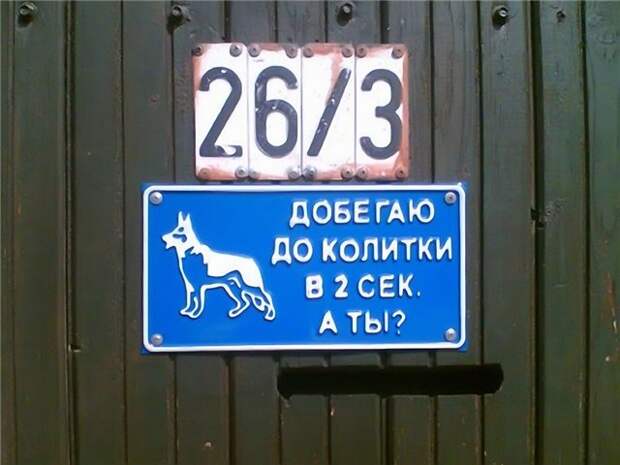 26/3
ДОБЕГАЮ
ДО КОЛИТКИ
В 2 СЕК.
А ТЫ?